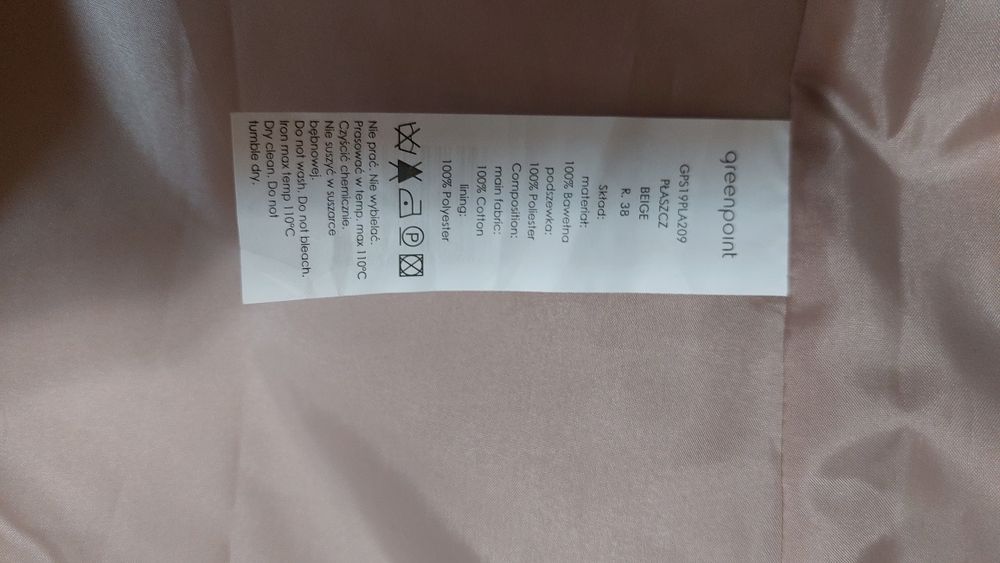 greenpoint
GPS19PLA209
PŁASZCZ
BEIGE
R. 38
Skład:
materiał:
100% Bawełna
podszewka:
100% Poliester
Composition:
main fabric:
100% Cotton
lining:
100% Polyester
P
Nie prać. Nie wybielać.
Prasować w temp. max 110°C
Czyścić chemicznie.
Nie suszyć w suszarce
bębnowej.
Do not wash. Do not bleach.
Iron max temp 110°C
Dry clean. Do not
tumble dry.